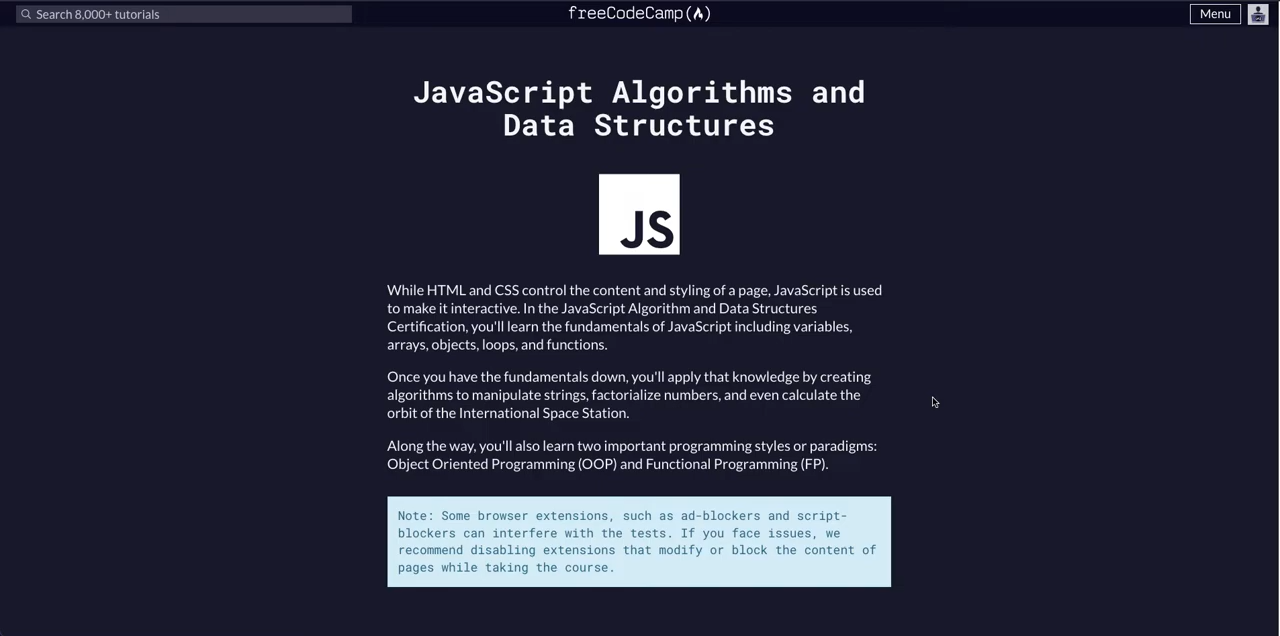 Search 8,000+ tutorials
freeCodeCamp(🔥)
Menu
JavaScript Algorithms and
Data Structures
JS
While HTML and CSS control the content and styling of a page, JavaScript is used
to make it interactive. In the JavaScript Algorithm and Data Structures
Certification, you'll learn the fundamentals of JavaScript including variables,
arrays, objects, loops, and functions.
Once you have the fundamentals down, you'll apply that knowledge by creating
algorithms to manipulate strings, factorialize numbers, and even calculate the
orbit of the International Space Station.
Along the way, you'll also learn two important programming styles or paradigms:
Object Oriented Programming (OOP) and Functional Programming (FP).
Note: Some browser extensions, such as ad-blockers and script-
blockers can interfere with the tests. If you face issues, we
recommend disabling extensions that modify or block the content of
pages while taking the course.